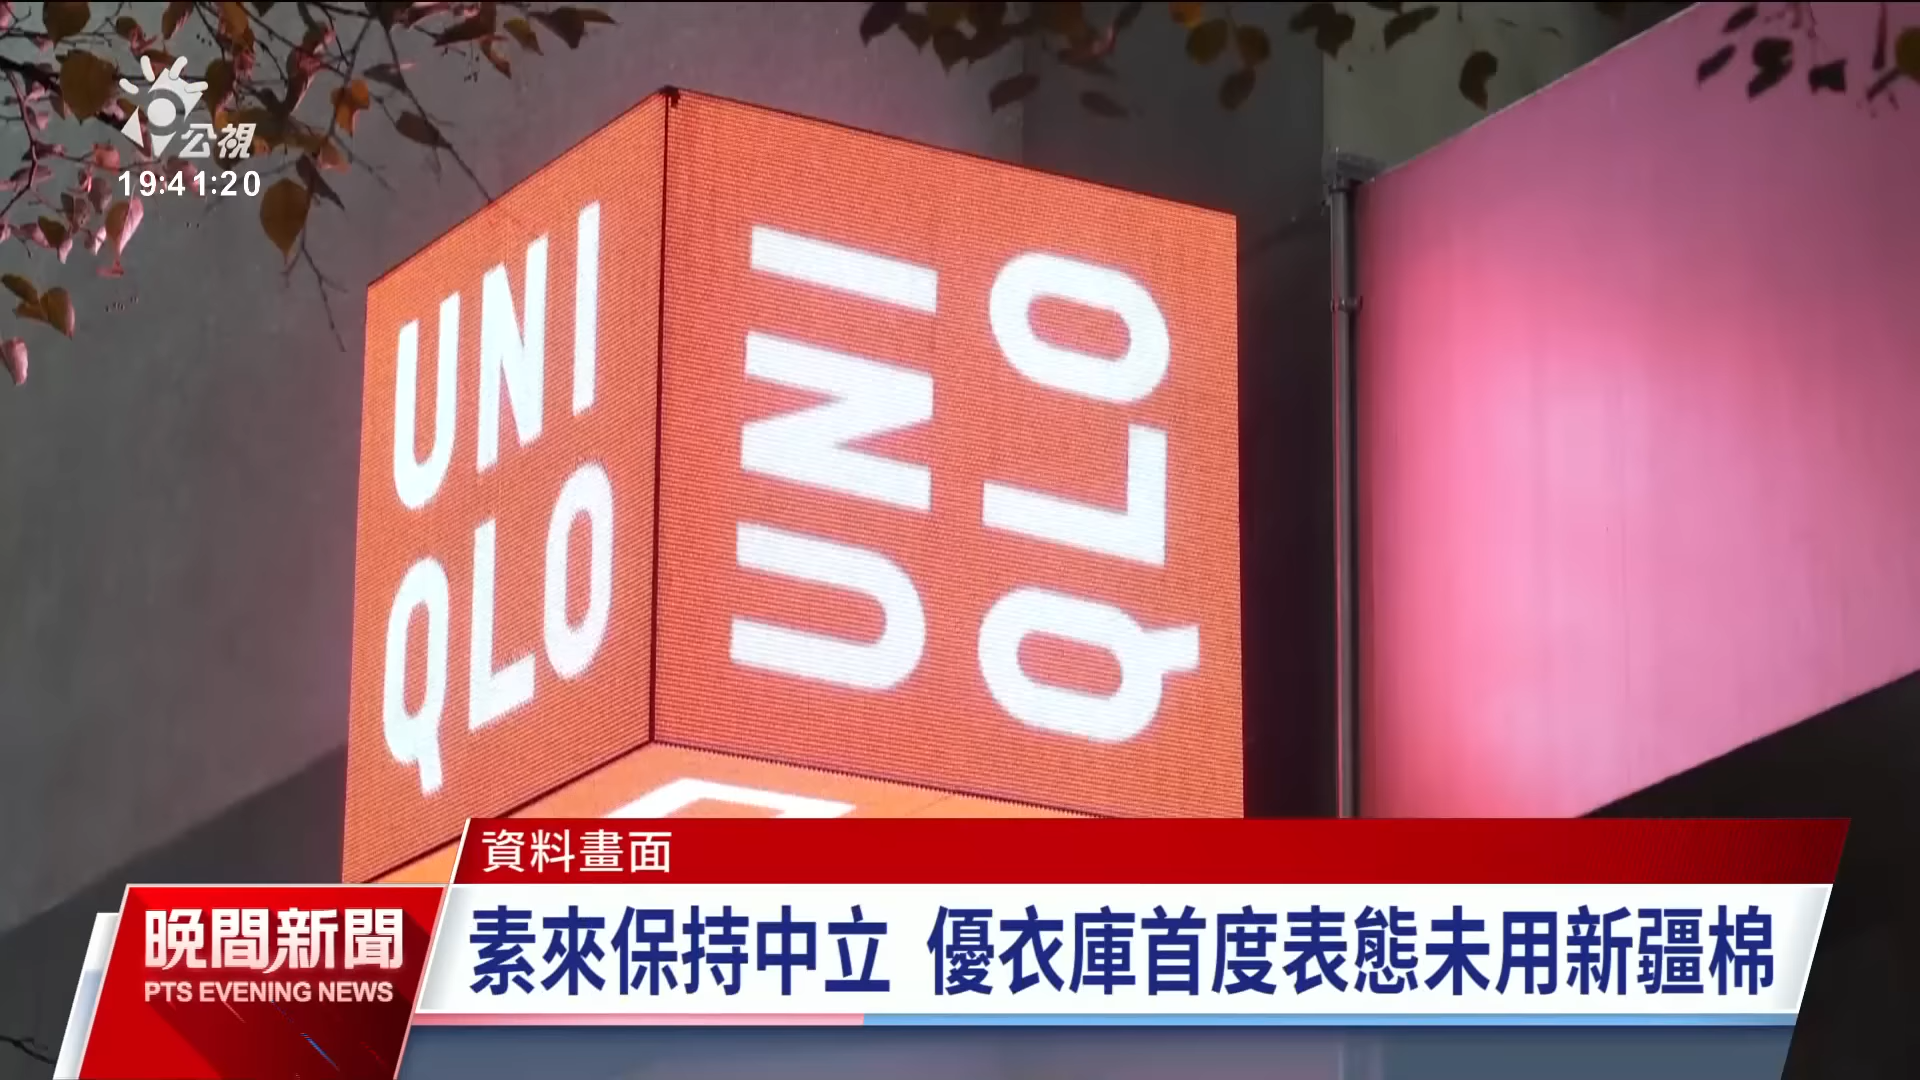 公視
19:41:20
UNI
QLO
UNI
QLO
資料畫面
素來保持中立 優衣庫首度表態未用新疆棉
晚間新聞
PTS EVENING NEWS